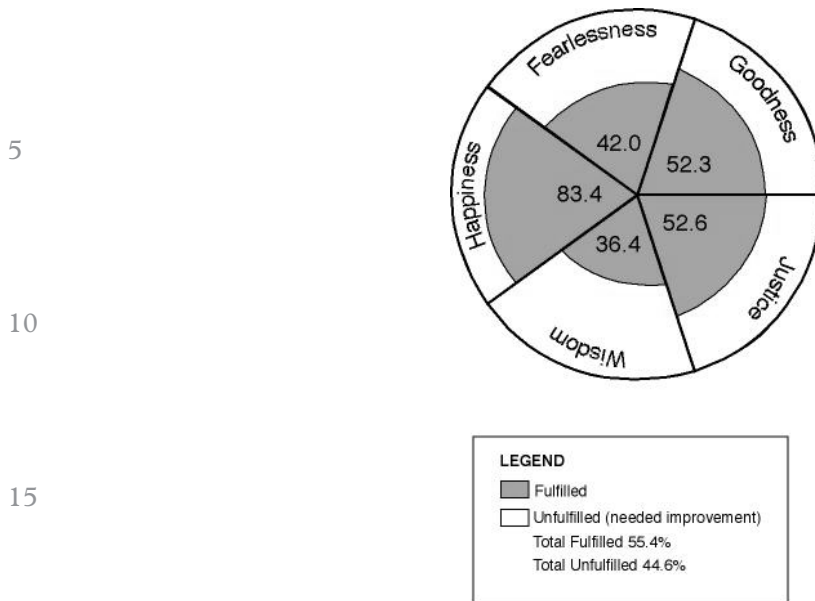 Fearlessness
Goodness
5
42.0
52.3
Happiness
83.4
36.4
52.6
Justice
10
Wisdom
LEGEND
15
Fulfilled
Unfulfilled (needed improvement)
Total Fulfilled 55.4%
Total Unfulfilled 44.6%